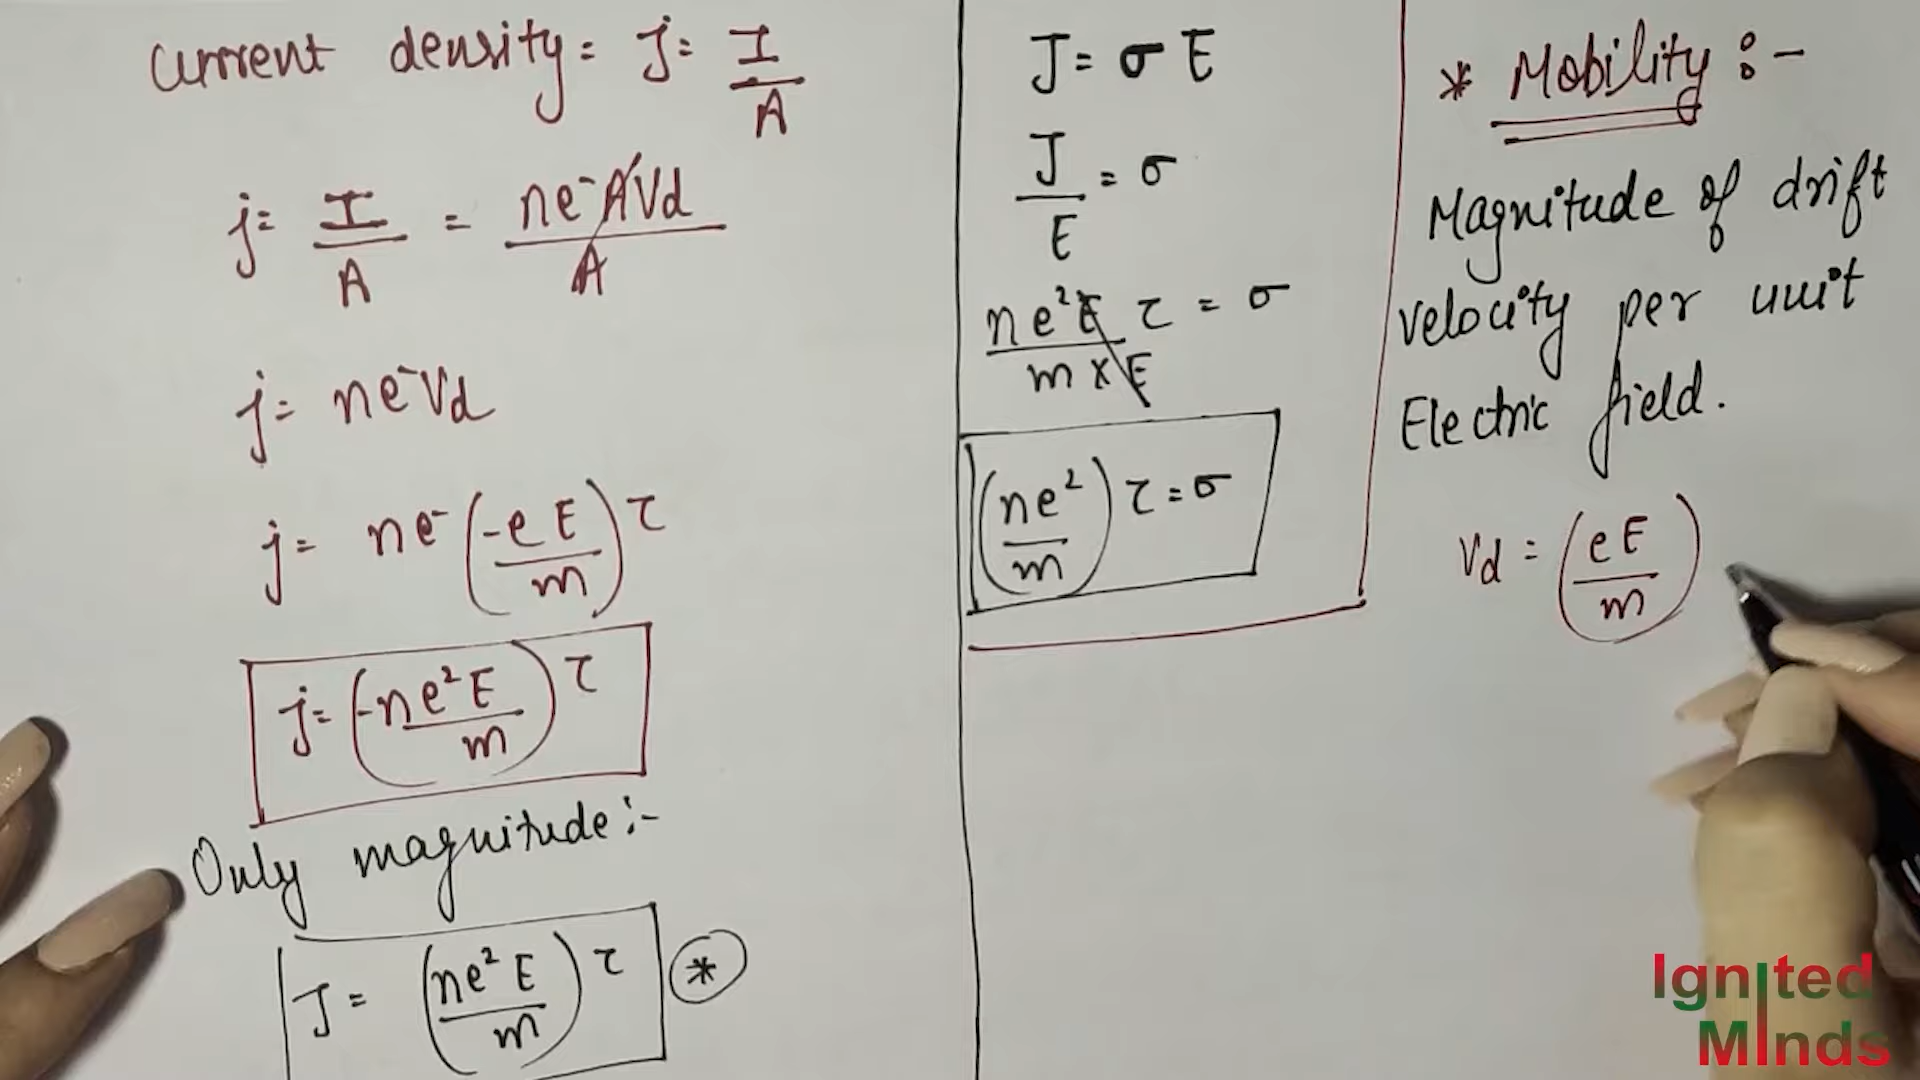 Current density = J = I/A
j = I/A = ne⁻AVd/A
j = ne⁻Vd
j = ne⁻(-eE/m)τ
j = (-ne²E/m)τ
Only magnitude :-
J = (ne²E/m)τ *
J = σE
J/E = σ
ne²E/m×E τ = σ
(ne²/m)τ = σ
* Mobility :-
Magnitude of drift
velocity per unit
Electric field.
Vd = (eE/m)
Ignited
Minds